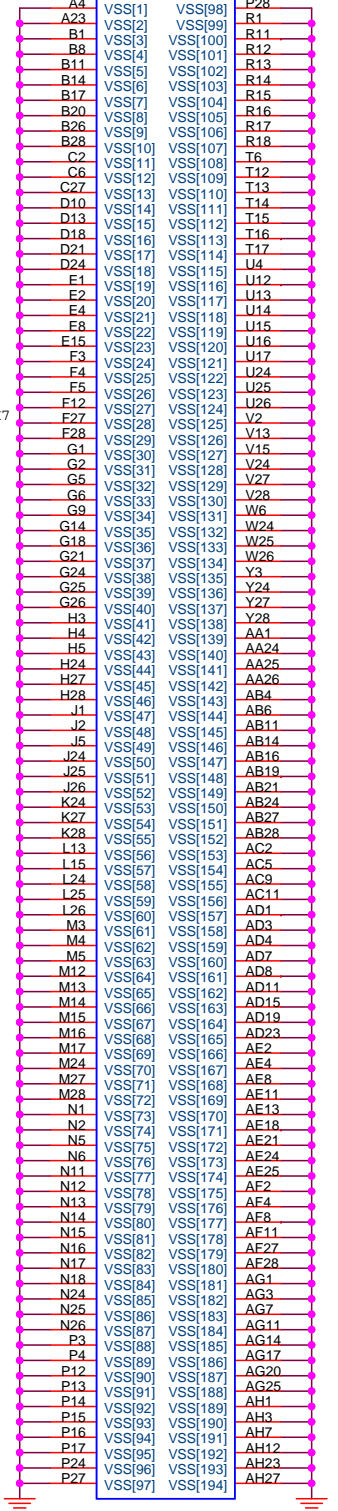 A4 VSS[1] VSS[98] P28
A23 VSS[2] VSS[99] R1
B1 VSS[3] VSS[100] R11
B8 VSS[4] VSS[101] R12
B11 VSS[5] VSS[102] R13
B14 VSS[6] VSS[103] R14
B17 VSS[7] VSS[104] R15
B20 VSS[8] VSS[105] R16
B26 VSS[9] VSS[106] R17
B28 VSS[10] VSS[107] R18
C2 VSS[11] VSS[108] T6
C6 VSS[12] VSS[109] T12
C27 VSS[13] VSS[110] T13
D10 VSS[14] VSS[111] T14
D13 VSS[15] VSS[112] T15
D18 VSS[16] VSS[113] T16
D21 VSS[17] VSS[114] T17
D24 VSS[18] VSS[115] U4
E1 VSS[19] VSS[116] U12
E2 VSS[20] VSS[117] U13
E4 VSS[21] VSS[118] U14
E8 VSS[22] VSS[119] U15
E15 VSS[23] VSS[120] U16
F3 VSS[24] VSS[121] U17
F4 VSS[25] VSS[122] U24
F5 VSS[26] VSS[123] U25
F12 VSS[27] VSS[124] U26
F27 VSS[28] VSS[125] V2
F28 VSS[29] VSS[126] V13
G1 VSS[30] VSS[127] V15
G2 VSS[31] VSS[128] V24
G5 VSS[32] VSS[129] V27
G6 VSS[33] VSS[130] V28
G9 VSS[34] VSS[131] W6
G14 VSS[35] VSS[132] W24
G18 VSS[36] VSS[133] W25
G21 VSS[37] VSS[134] W26
G24 VSS[38] VSS[135] Y3
G25 VSS[39] VSS[136] Y24
G26 VSS[40] VSS[137] Y27
H3 VSS[41] VSS[138] Y28
H4 VSS[42] VSS[139] AA1
H5 VSS[43] VSS[140] AA24
H24 VSS[44] VSS[141] AA25
H27 VSS[45] VSS[142] AA26
H28 VSS[46] VSS[143] AB4
J1 VSS[47] VSS[144] AB6
J2 VSS[48] VSS[145] AB11
J5 VSS[49] VSS[146] AB14
J24 VSS[50] VSS[147] AB16
J25 VSS[51] VSS[148] AB19
J26 VSS[52] VSS[149] AB21
K24 VSS[53] VSS[150] AB24
K27 VSS[54] VSS[151] AB27
K28 VSS[55] VSS[152] AB28
L13 VSS[56] VSS[153] AC2
L15 VSS[57] VSS[154] AC5
L24 VSS[58] VSS[155] AC9
L25 VSS[59] VSS[156] AC11
L26 VSS[60] VSS[157] AD1
M3 VSS[61] VSS[158] AD3
M4 VSS[62] VSS[159] AD4
M5 VSS[63] VSS[160] AD7
M12 VSS[64] VSS[161] AD8
M13 VSS[65] VSS[162] AD11
M14 VSS[66] VSS[163] AD15
M15 VSS[67] VSS[164] AD19
M16 VSS[68] VSS[165] AD23
M17 VSS[69] VSS[166] AE2
M24 VSS[70] VSS[167] AE4
M27 VSS[71] VSS[168] AE8
M28 VSS[72] VSS[169] AE11
N1 VSS[73] VSS[170] AE13
N2 VSS[74] VSS[171] AE18
N5 VSS[75] VSS[172] AE21
N6 VSS[76] VSS[173] AE24
N11 VSS[77] VSS[174] AE25
N12 VSS[78] VSS[175] AF2
N13 VSS[79] VSS[176] AF4
N14 VSS[80] VSS[177] AF8
N15 VSS[81] VSS[178] AF11
N16 VSS[82] VSS[179] AF27
N17 VSS[83] VSS[180] AF28
N18 VSS[84] VSS[181] AG1
N24 VSS[85] VSS[182] AG3
N25 VSS[86] VSS[183] AG7
N26 VSS[87] VSS[184] AG11
P3 VSS[88] VSS[185] AG14
P4 VSS[89] VSS[186] AG17
P12 VSS[90] VSS[187] AG20
P13 VSS[91] VSS[188] AG25
P14 VSS[92] VSS[189] AH1
P15 VSS[93] VSS[190] AH3
P16 VSS[94] VSS[191] AH7
P17 VSS[95] VSS[192] AH12
P24 VSS[96] VSS[193] AH23
P27 VSS[97] VSS[194] AH27